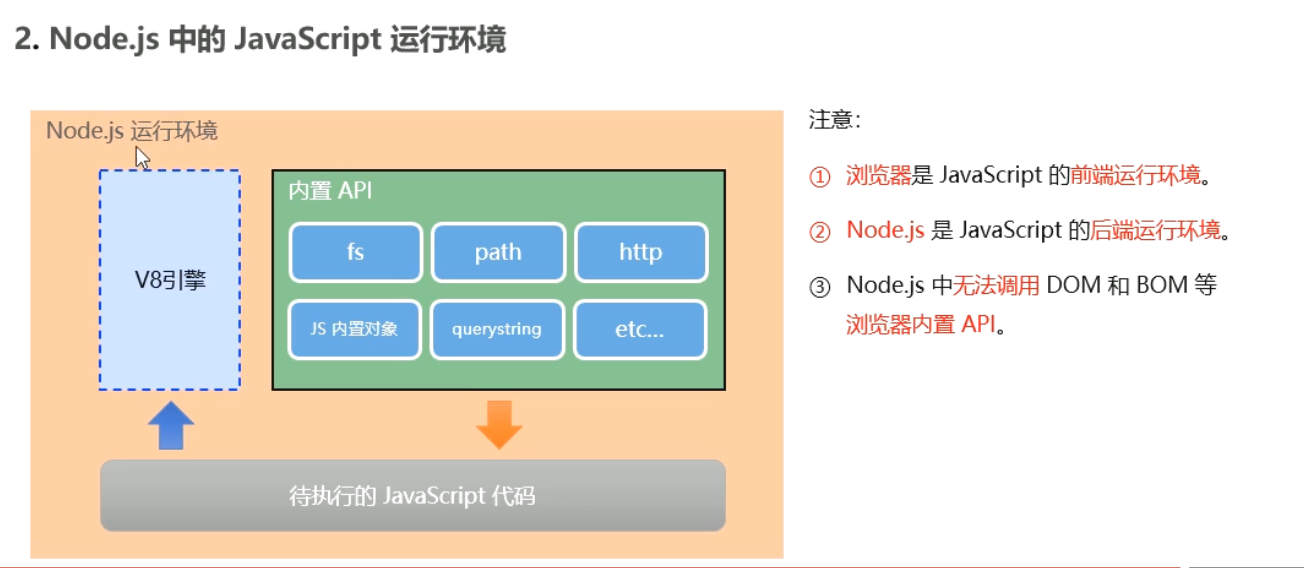 2. Node.js 中的 JavaScript 运行环境
Node.js 运行环境
V8引擎
内置 API
fs
path
http
JS 内置对象
querystring
etc...
待执行的 JavaScript 代码
注意：
① 浏览器是 JavaScript 的前端运行环境。
② Node.js 是 JavaScript 的后端运行环境。
③ Node.js 中无法调用 DOM 和 BOM 等
浏览器内置 API。